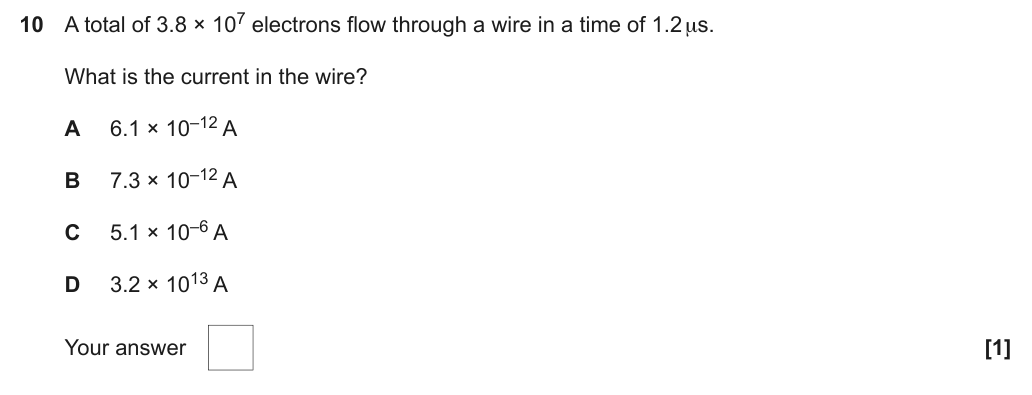 10 A total of 3.8 × 10⁷ electrons flow through a wire in a time of 1.2 µs.
What is the current in the wire?
A 6.1 × 10⁻¹² A
B 7.3 × 10⁻¹² A
C 5.1 × 10⁻⁶ A
D 3.2 × 10¹³ A
Your answer [1]